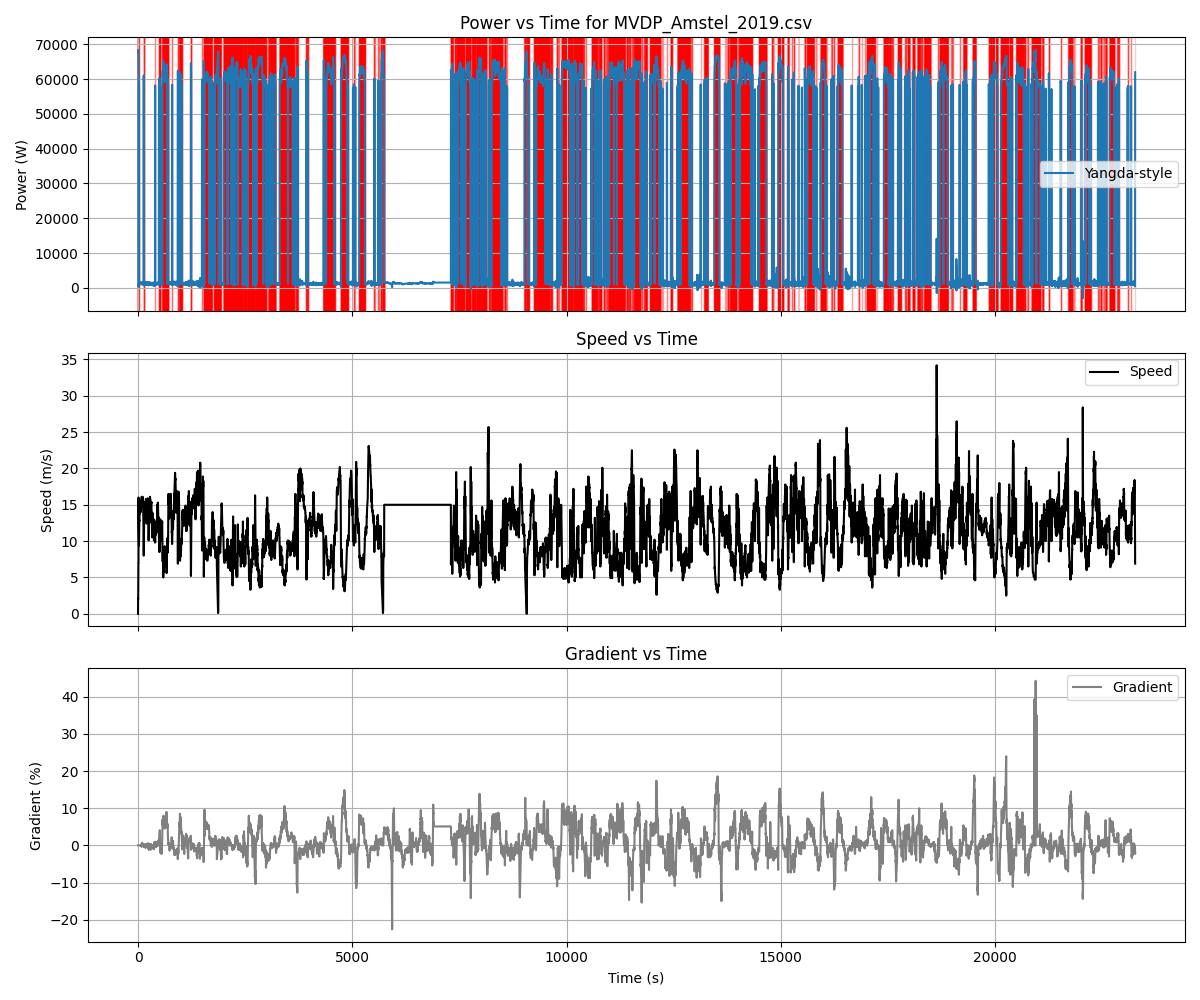 Power vs Time for MVDP_Amstel_2019.csv
70000
60000
50000
40000
30000
20000
10000
0
Power (W)
Yangda-style
Speed vs Time
35
30
25
20
15
10
5
0
Speed (m/s)
Speed
Gradient vs Time
40
30
20
10
0
−10
−20
Gradient (%)
Gradient
0 5000 10000 15000 20000
Time (s)